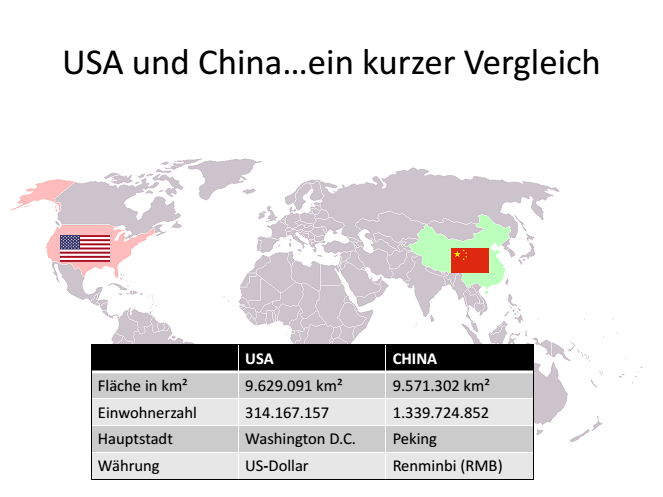 USA und China...ein kurzer Vergleich
USA CHINA
Fläche in km² 9.629.091 km² 9.571.302 km²
Einwohnerzahl 314.167.157 1.339.724.852
Hauptstadt Washington D.C. Peking
Währung US-Dollar Renminbi (RMB)